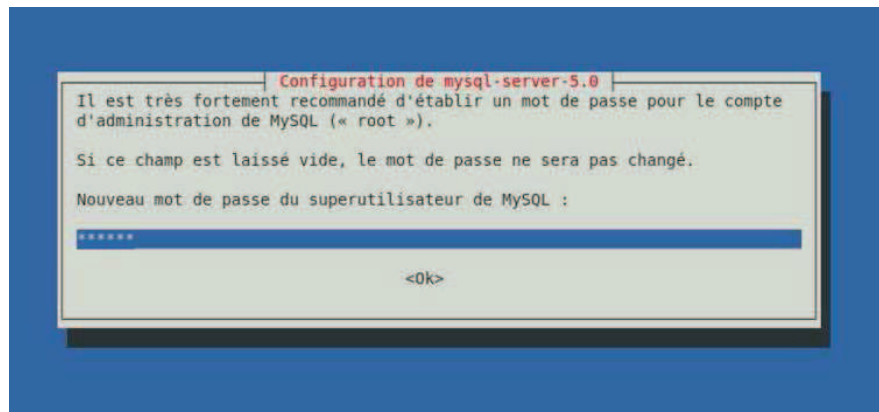 Configuration de mysql-server-5.0
Il est très fortement recommandé d'établir un mot de passe pour le compte
d'administration de MySQL (« root »).
Si ce champ est laissé vide, le mot de passe ne sera pas changé.
Nouveau mot de passe du superutilisateur de MySQL :
******
<Ok>